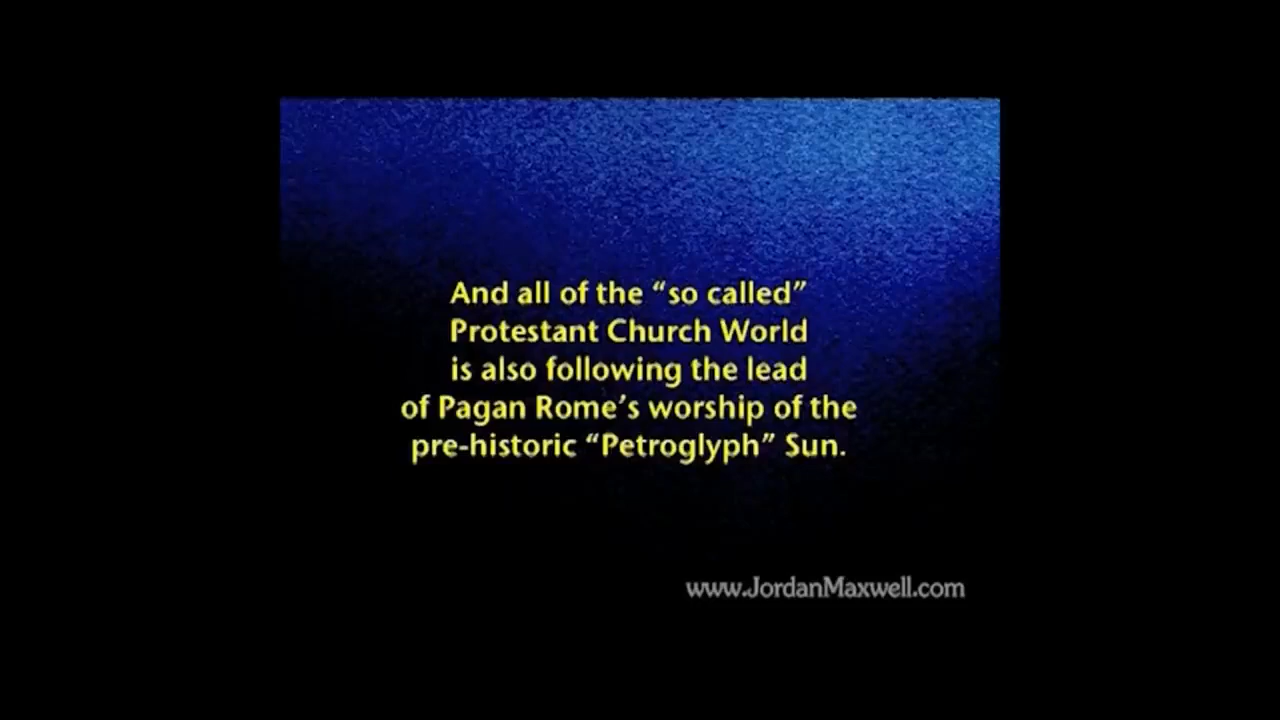 And all of the “so called”
Protestant Church World
is also following the lead
of Pagan Rome’s worship of the
pre-historic “Petroglyph” Sun.
www.JordanMaxwell.com